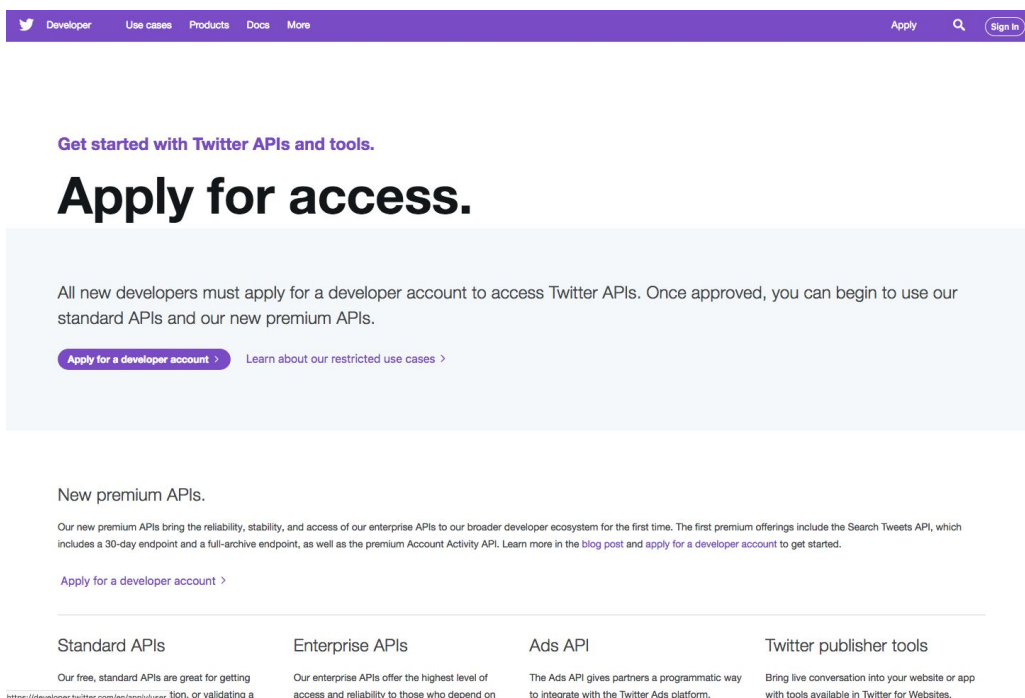 Developer Use cases Products Docs More Apply Sign In
Get started with Twitter APIs and tools.
Apply for access.
All new developers must apply for a developer account to access Twitter APIs. Once approved, you can begin to use our
standard APIs and our new premium APIs.
Apply for a developer account > Learn about our restricted use cases >
New premium APIs.
Our new premium APIs bring the reliability, stability, and access of our enterprise APIs to our broader developer ecosystem for the first time. The first premium offerings include the Search Tweets API, which
includes a 30-day endpoint and a full-archive endpoint, as well as the premium Account Activity API. Learn more in the blog post and apply for a developer account to get started.
Apply for a developer account >
Standard APIs
Our free, standard APIs are great for getting
tion, or validating a
Enterprise APIs
Our enterprise APIs offer the highest level of
access and reliability to those who depend on
Ads API
The Ads API gives partners a programmatic way
to integrate with the Twitter Ads platform.
Twitter publisher tools
Bring live conversation into your website or app
with tools available in Twitter for Websites.
https://developer.twitter.com/en/apply/user